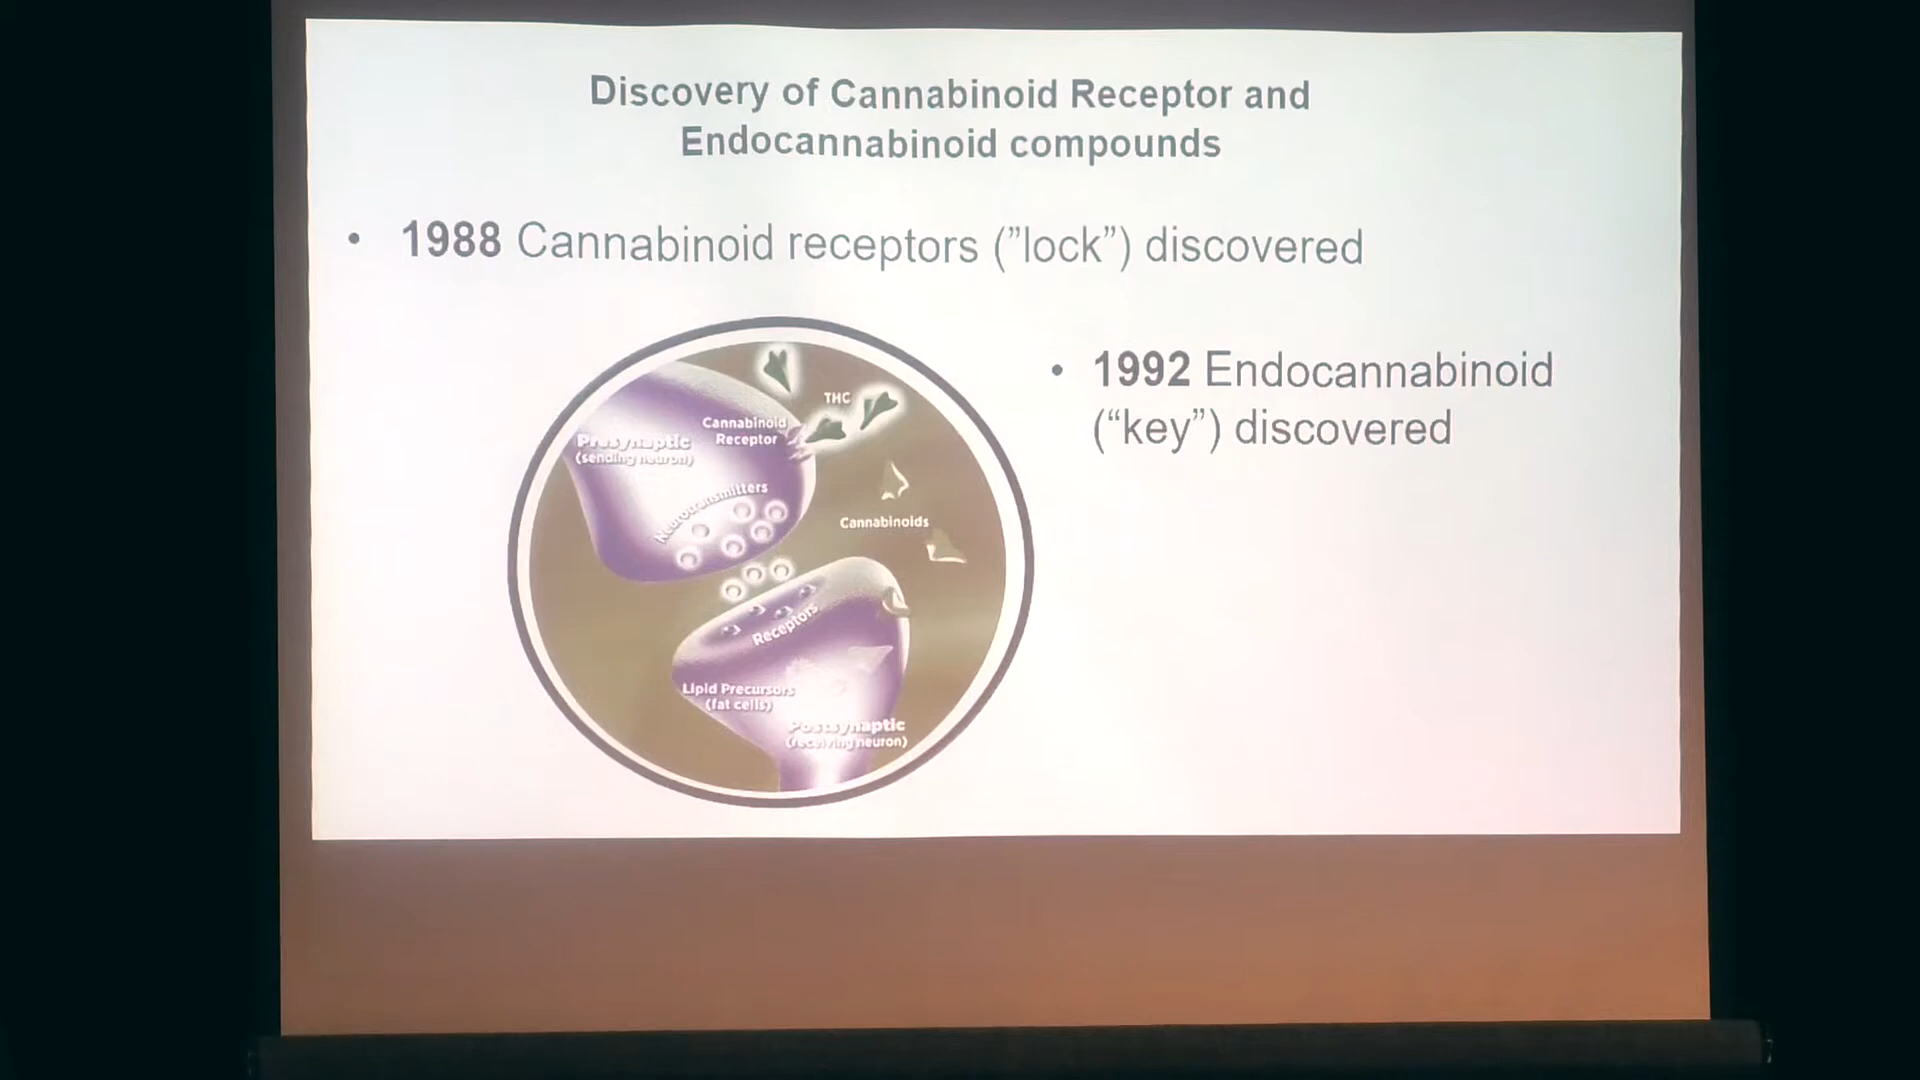 Discovery of Cannabinoid Receptor and
Endocannabinoid compounds
• 1988 Cannabinoid receptors (”lock”) discovered
• 1992 Endocannabinoid
(“key”) discovered
THC
Cannabinoid
Receptor
Presynaptic
(sending neuron)
Neurotransmitters
Cannabinoids
Receptors
Lipid Precursors
(fat cells)
Postsynaptic
(receiving neuron)